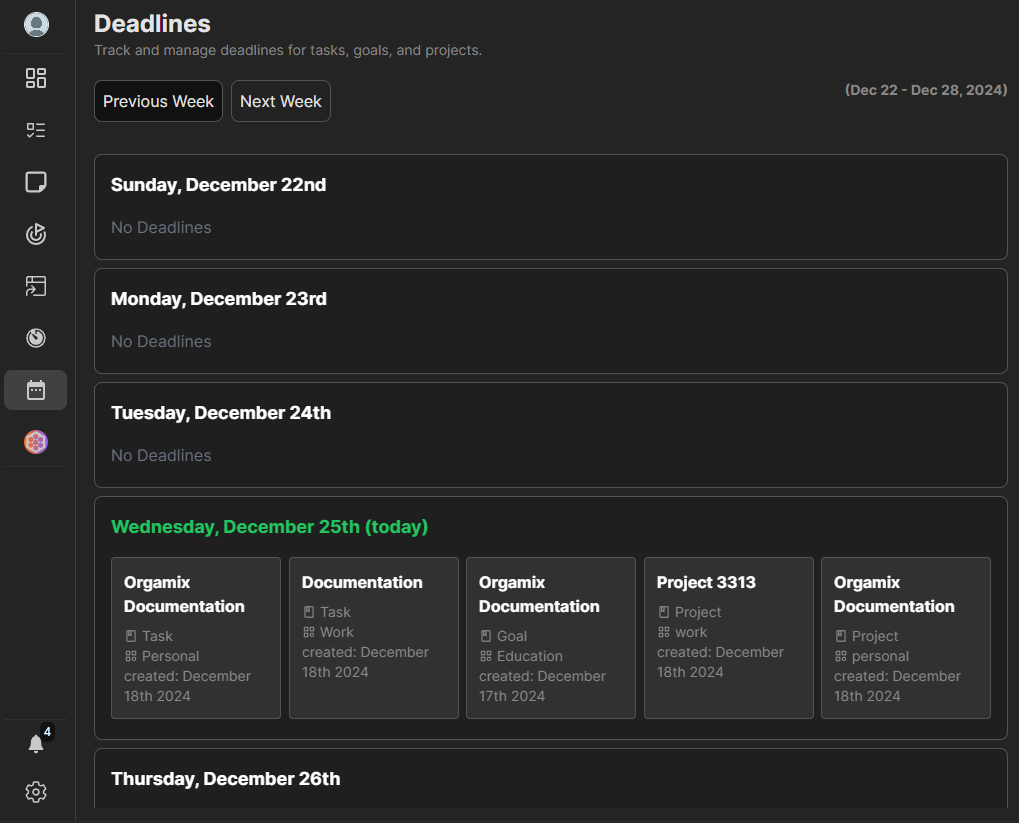 Deadlines
Track and manage deadlines for tasks, goals, and projects.
Previous Week
Next Week
(Dec 22 - Dec 28, 2024)
Sunday, December 22nd
No Deadlines
Monday, December 23rd
No Deadlines
Tuesday, December 24th
No Deadlines
Wednesday, December 25th (today)
Orgamix
Documentation
Task
Personal
created: December
18th 2024
Documentation
Task
Work
created: December
18th 2024
Orgamix
Documentation
Goal
Education
created: December
17th 2024
Project 3313
Project
work
created: December
18th 2024
Orgamix
Documentation
Project
personal
created: December
18th 2024
4
Thursday, December 26th